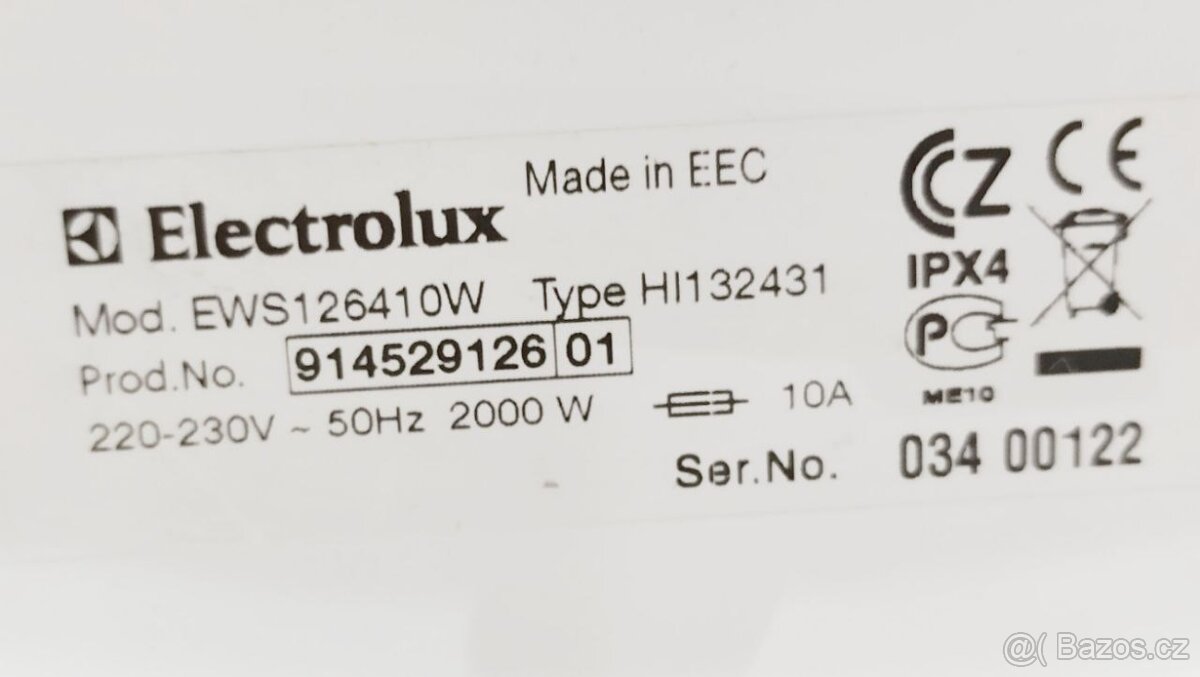 Electrolux Made in EEC
Mod. EWS126410W Type HI132431
Prod.No. 914529126 01
220-230V ~ 50Hz 2000 W 10A
Ser.No. 034 00122
CZ CE
IPX4
PC
ME10
@( Bazos.cz